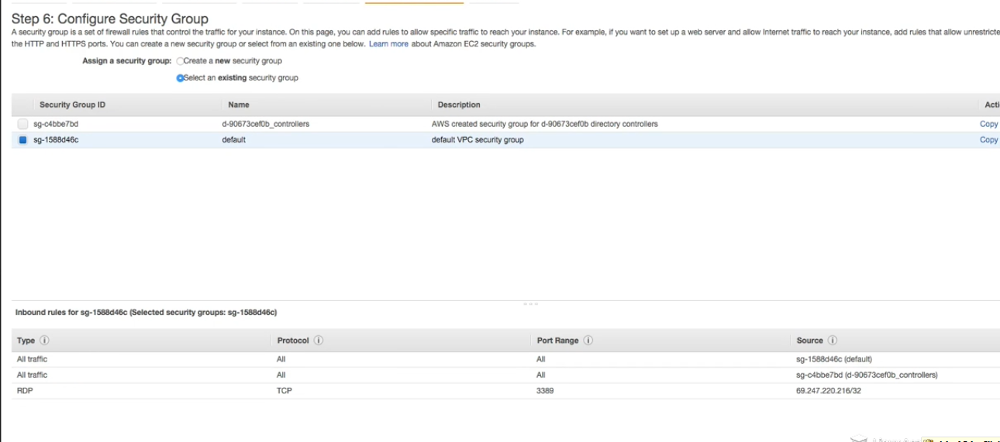 Step 6: Configure Security Group
A security group is a set of firewall rules that control the traffic for your instance. On this page, you can add rules to allow specific traffic to reach your instance. For example, if you want to set up a web server and allow Internet traffic to reach your instance, add rules that allow unrestricte
the HTTP and HTTPS ports. You can create a new security group or select from an existing one below. Learn more about Amazon EC2 security groups.
Assign a security group: Create a new security group
Select an existing security group
Security Group ID Name Description Acti
sg-c4bbe7bd d-90673cef0b_controllers AWS created security group for d-90673cef0b directory controllers Copy
sg-1588d46c default default VPC security group Copy
Inbound rules for sg-1588d46c (Selected security groups: sg-1588d46c)
Type Protocol Port Range Source
All traffic All All sg-1588d46c (default)
All traffic All All sg-c4bbe7bd (d-90673cef0b_controllers)
RDP TCP 3389 69.247.220.216/32